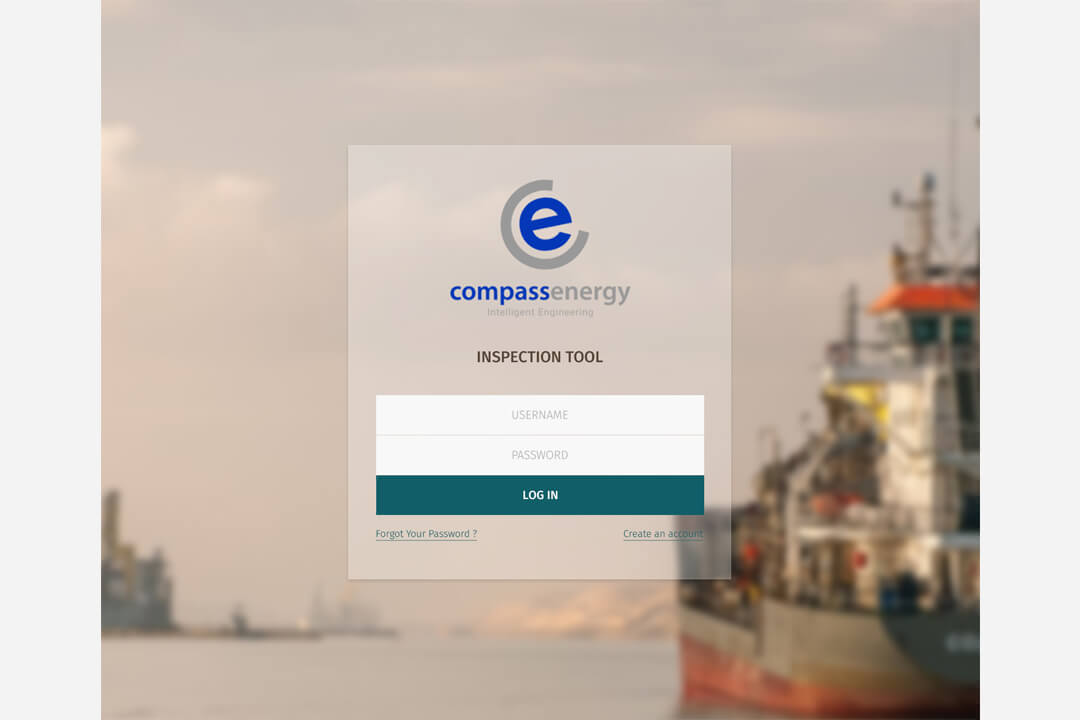 e
compassenergy
Intelligent Engineering
INSPECTION TOOL
USERNAME
PASSWORD
LOG IN
Forgot Your Password ?
Create an account